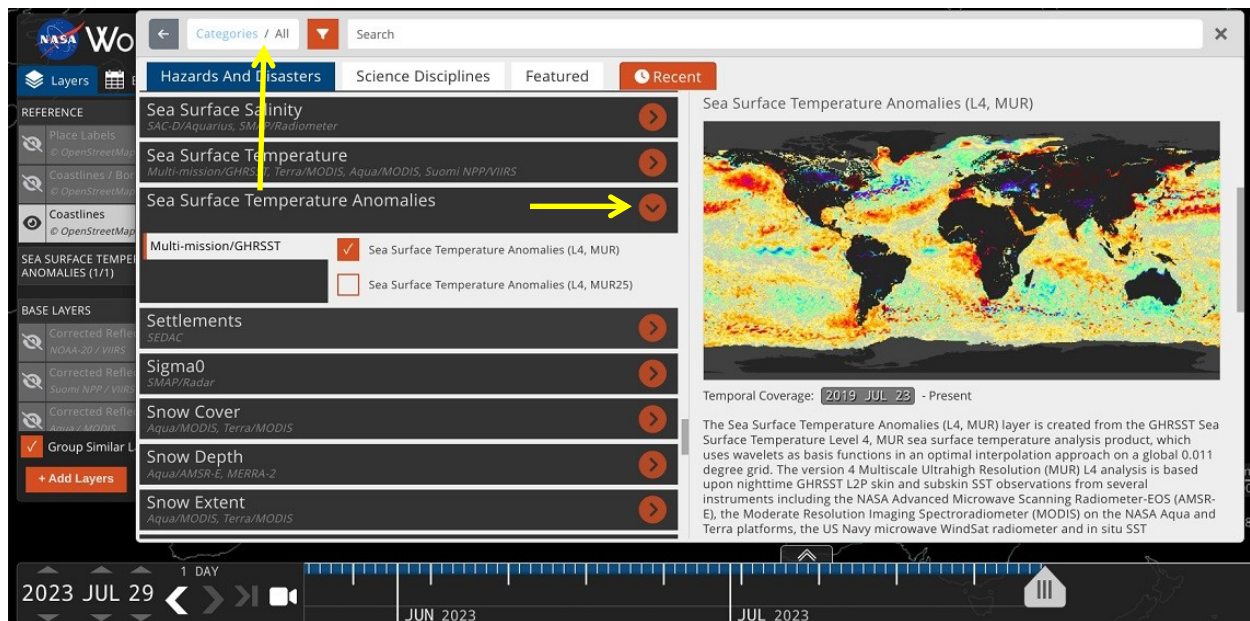 NASA Wo
Categories / All
Search
Layers
Hazards And Disasters
Science Disciplines
Featured
Recent
REFERENCE
Place Labels
© OpenStreetMap
Coastlines / Bor
© OpenStreetMap
Coastlines
© OpenStreetMap
SEA SURFACE TEMPE
ANOMALIES (1/1)
BASE LAYERS
Corrected Refle
NOAA-20 / VIIRS
Corrected Refle
Suomi NPP / VIIRS
Corrected Refle
Aqua / MODIS
Group Similar L
+ Add Layers
Sea Surface Salinity
SAC-D/Aquarius, SMAP/Radiometer
Sea Surface Temperature
Multi-mission/GHRSST, Terra/MODIS, Aqua/MODIS, Suomi NPP/VIIRS
Sea Surface Temperature Anomalies
Multi-mission/GHRSST
Sea Surface Temperature Anomalies (L4, MUR)
Sea Surface Temperature Anomalies (L4, MUR25)
Settlements
SEDAC
Sigma0
SMAP/Radar
Snow Cover
Aqua/MODIS, Terra/MODIS
Snow Depth
Aqua/AMSR-E, MERRA-2
Snow Extent
Aqua/MODIS, Terra/MODIS
Sea Surface Temperature Anomalies (L4, MUR)
Temporal Coverage: 2019 JUL 23 - Present
The Sea Surface Temperature Anomalies (L4, MUR) layer is created from the GHRSST Sea
Surface Temperature Level 4, MUR sea surface temperature analysis product, which
uses wavelets as basis functions in an optimal interpolation approach on a global 0.011
degree grid. The version 4 Multiscale Ultrahigh Resolution (MUR) L4 analysis is based
upon nighttime GHRSST L2P skin and subskin SST observations from several
instruments including the NASA Advanced Microwave Scanning Radiometer-EOS (AMSR-
E), the Moderate Resolution Imaging Spectroradiometer (MODIS) on the NASA Aqua and
Terra platforms, the US Navy microwave WindSat radiometer and in situ SST
2023 JUL 29
1 DAY
JUN 2023
JUL 2023